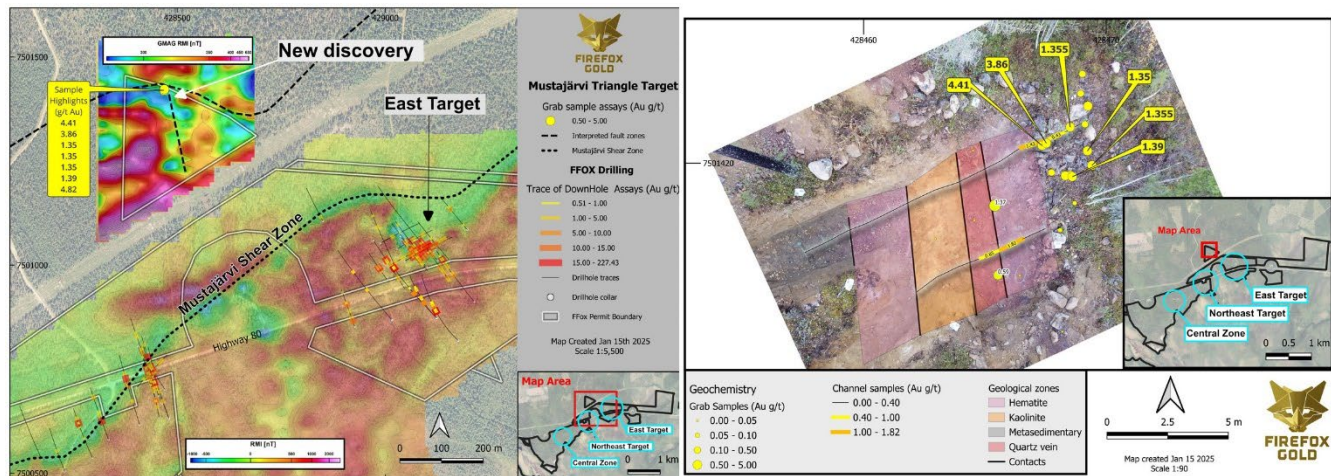 428500
429000
7501500
7501000
7500500
GMAG RMI [nT]
New discovery
Sample
Highlights
(g/t Au)
4.41
3.86
1.35
1.35
1.35
1.39
4.82
East Target
Mustajärvi Shear Zone
Highway 80
RMI [nT]
0 100 200 m
FIREFOX
GOLD
Mustajärvi Triangle Target
Grab sample assays (Au g/t)
0.50 - 5.00
Interpreted fault zones
Mustajärvi Shear Zone
FFOX Drilling
Trace of DownHole Assays (Au g/t)
0.51 - 1.00
1.00 - 5.00
5.00 - 10.00
10.00 - 15.00
15.00 - 227.43
Drillhole traces
Drillhole collar
FFox Permit Boundary
Map Created Jan 15th 2025
Scale 1:5,500
Map Area
East Target
Northeast Target
Central Zone
0 1 km
428460
428470
7501420
4.41
3.86
1.355
1.35
1.355
1.39
1.37
Map Area
East Target
Northeast Target
Central Zone
0 0.5 1 km
Geochemistry
Grab Samples (Au g/t)
0.00 - 0.05
0.05 - 0.10
0.10 - 0.50
0.50 - 5.00
Channel samples (Au g/t)
0.00 - 0.40
0.40 - 1.00
1.00 - 1.82
Geological zones
Hematite
Kaolinite
Metasedimentary
Quartz vein
Contacts
0 2.5 5 m
Map created Jan 15 2025
Scale 1:90
FIREFOX
GOLD